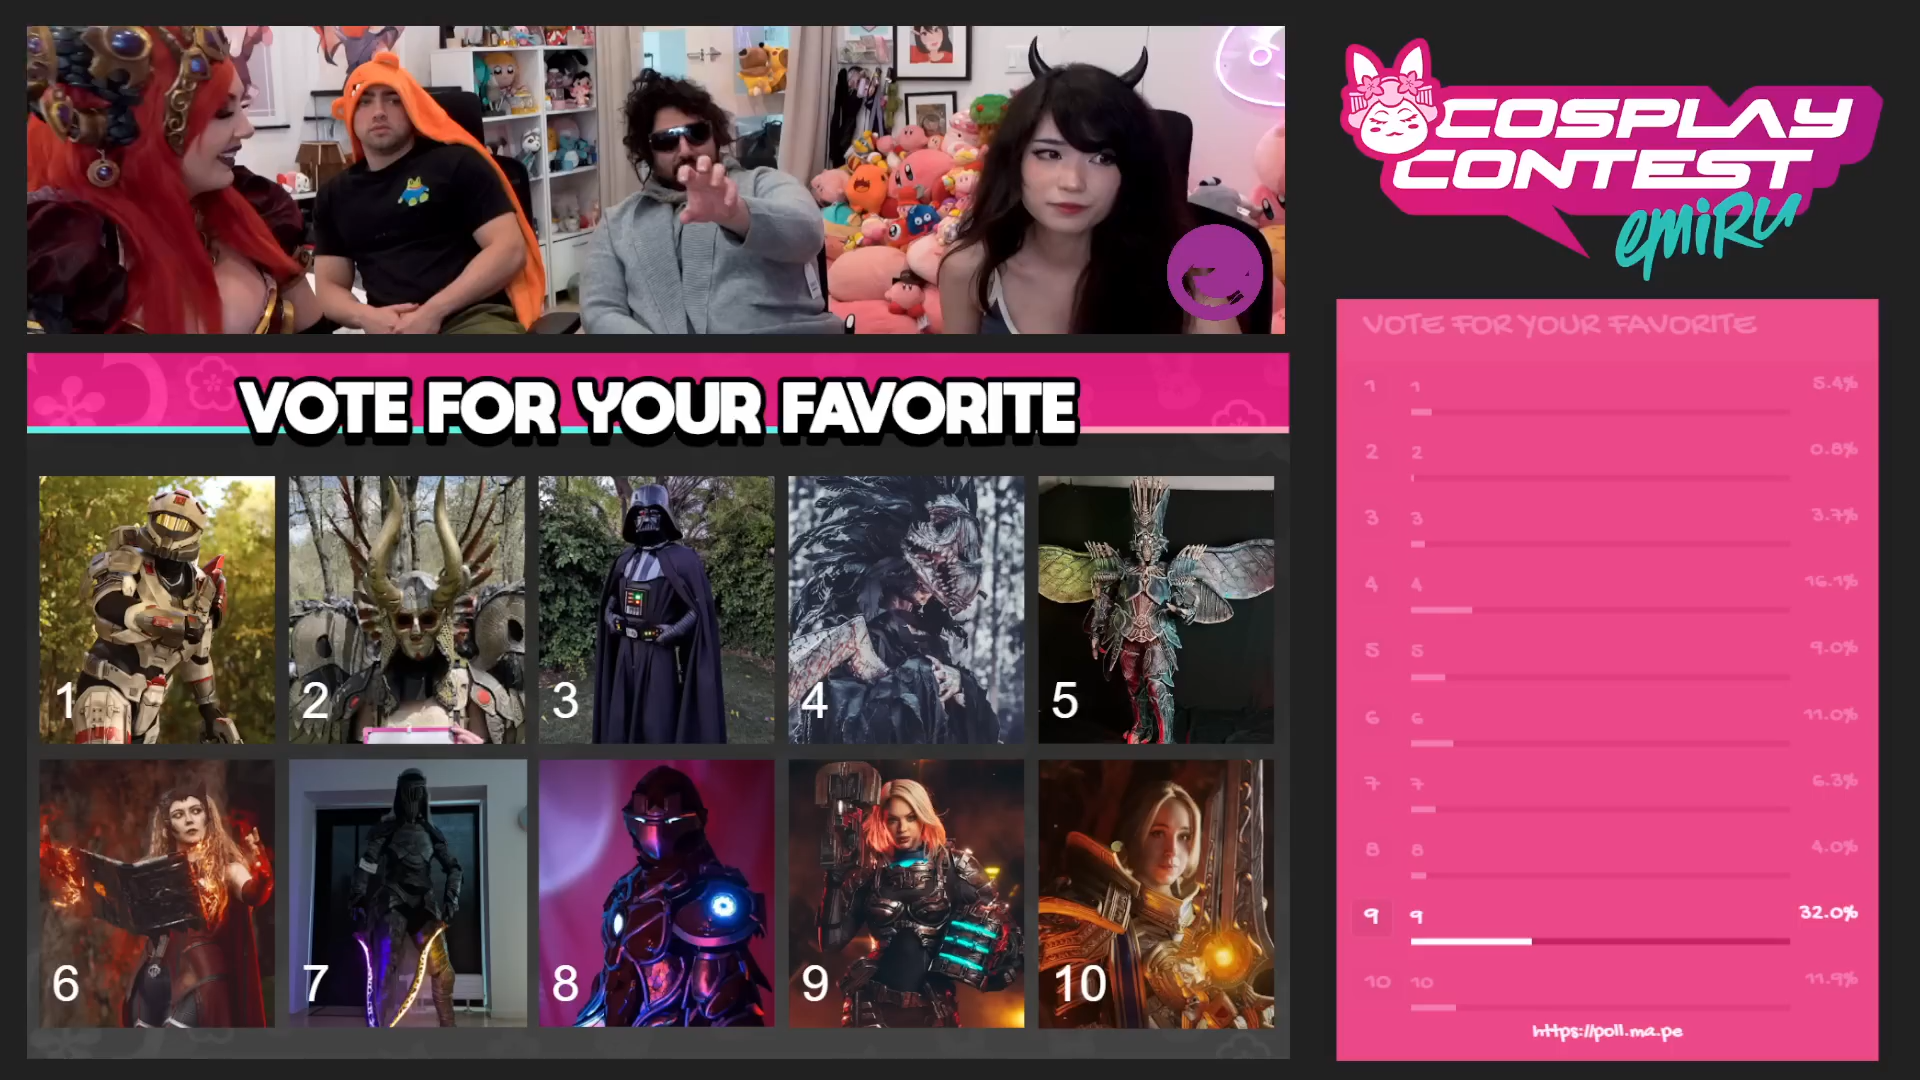 COSPLAY
CONTEST
emiru
VOTE FOR YOUR FAVORITE
1
2
3
4
5
6
7
8
9
10
VOTE FOR YOUR FAVORITE
1 1 5.4%
2 2 0.8%
3 3 3.7%
4 4 16.1%
5 5 9.0%
6 6 11.0%
7 7 6.3%
8 8 4.0%
9 9 32.0%
10 10 11.9%
https://poll.ma.pe